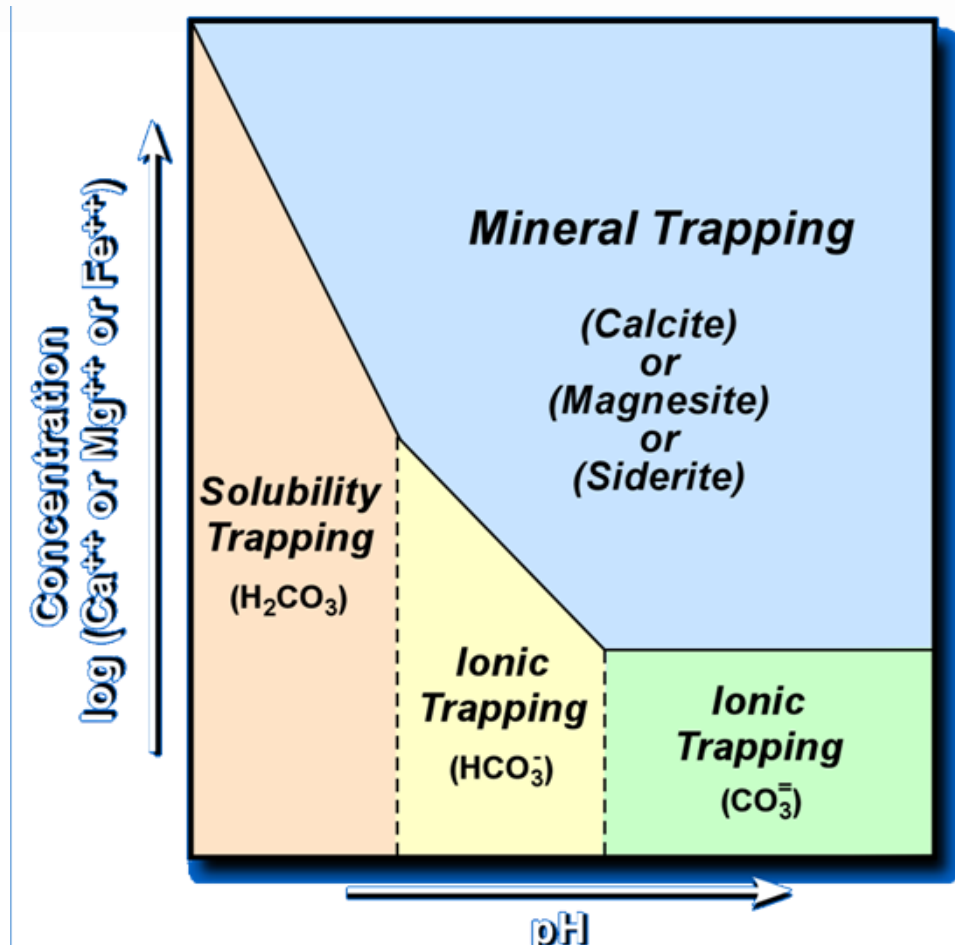 Concentration
log (Ca⁺⁺ or Mg⁺⁺ or Fe⁺⁺)
Mineral Trapping
(Calcite)
or
(Magnesite)
or
(Siderite)
Solubility
Trapping
(H₂CO₃)
Ionic
Trapping
(HCO₃⁻)
Ionic
Trapping
(CO₃⁼)
pH